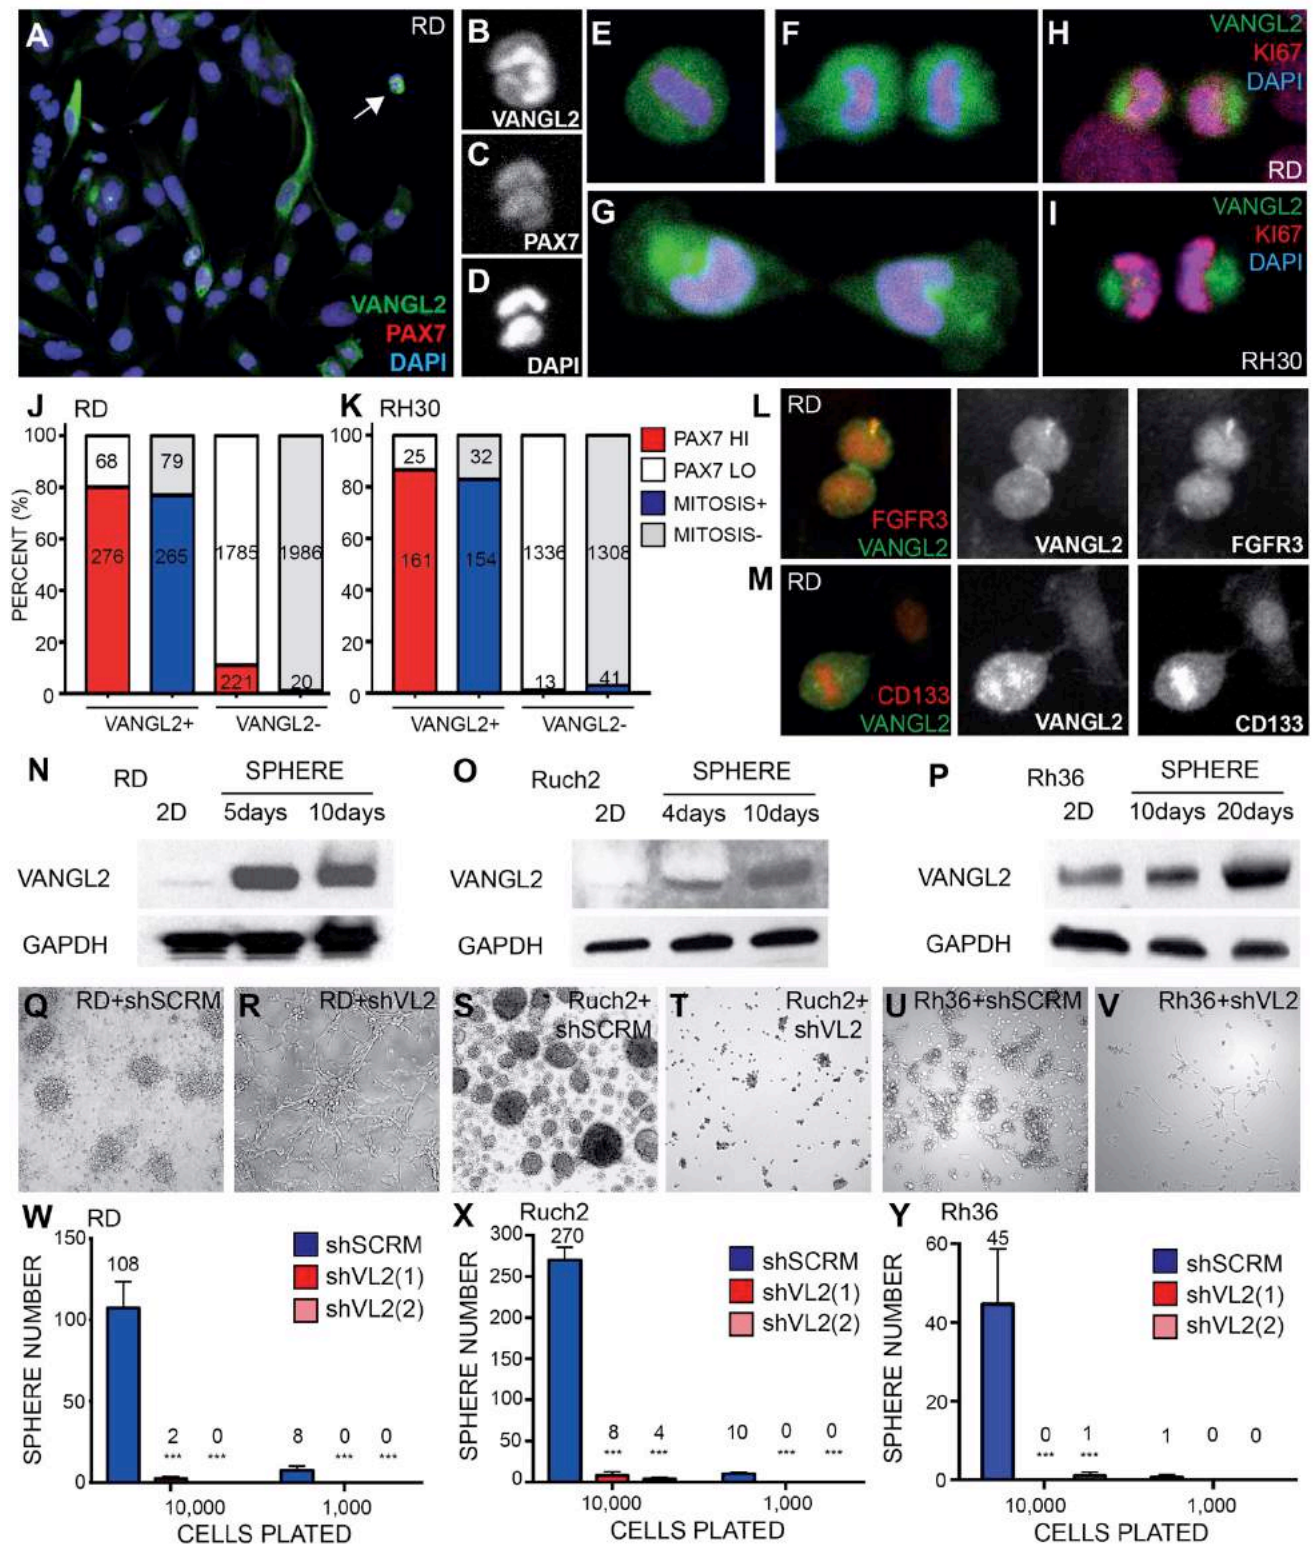 A
RD
VANGL2
PAX7
DAPI
B
VANGL2
C
PAX7
D
DAPI
E
F
G
H
VANGL2
KI67
DAPI
RD
I
VANGL2
KI67
DAPI
RH30
J RD
PERCENT (%)
100
80
60
40
20
0
68
276
79
265
1785
221
1986
20
VANGL2+ VANGL2-
K RH30
100
80
60
40
20
0
25
161
32
154
1336
13
1308
41
VANGL2+ VANGL2-
PAX7 HI
PAX7 LO
MITOSIS+
MITOSIS-
L RD
FGFR3
VANGL2
VANGL2
FGFR3
M RD
CD133
VANGL2
VANGL2
CD133
N RD SPHERE
2D 5days 10days
VANGL2
GAPDH
O Ruch2 SPHERE
2D 4days 10days
VANGL2
GAPDH
P Rh36 SPHERE
2D 10days 20days
VANGL2
GAPDH
Q RD+shSCRM
R RD+shVL2
S Ruch2+
shSCRM
T Ruch2+
shVL2
U Rh36+shSCRM
V Rh36+shVL2
W RD
SPHERE NUMBER
150
100
50
0
108
2 0 8 0 0
*** *** *** ***
shSCRM
shVL2(1)
shVL2(2)
10,000 1,000
CELLS PLATED
X Ruch2
SPHERE NUMBER
300
250
200
150
100
50
0
270
8 4 10 0 0
*** *** *** ***
shSCRM
shVL2(1)
shVL2(2)
10,000 1,000
CELLS PLATED
Y Rh36
SPHERE NUMBER
60
40
20
0
45
0 1 1 0 0
*** ***
shSCRM
shVL2(1)
shVL2(2)
10,000 1,000
CELLS PLATED